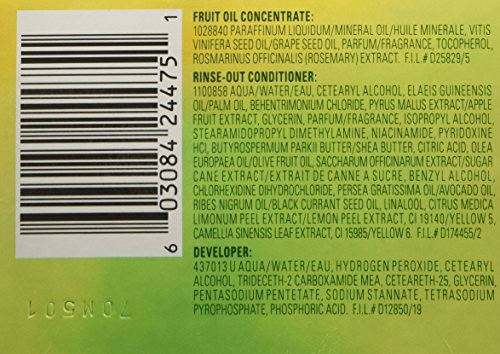 FRUIT OIL CONCENTRATE:
1028840 PARAFFINUM LIQUIDUM/MINERAL OIL/HUILE MINERALE, VITIS
VINIFERA SEED OIL/GRAPE SEED OIL, PARFUM/FRAGRANCE, TOCOPHEROL,
ROSMARINUS OFFICINALIS (ROSEMARY) EXTRACT. F.I.L.# D25829/5
RINSE-OUT CONDITIONER:
1100858 AQUA/WATER/EAU, CETEARYL ALCOHOL, ELAEIS GUINEENSIS
OIL/PALM OIL, BEHENTRIMONIUM CHLORIDE, PYRUS MALUS EXTRACT/APPLE
FRUIT EXTRACT, GLYCERIN, PARFUM/FRAGRANCE, ISOPROPYL ALCOHOL,
STEARAMIDOPROPYL DIMETHYLAMINE, NIACINAMIDE, PYRIDOXINE
HCI, BUTYROSPERMUM PARKII BUTTER/SHEA BUTTER, CITRIC ACID, OLEA
EUROPAEA OIL/OLIVE FRUIT OIL, SACCHARUM OFFICINARUM EXTRACT/SUGAR
CANE EXTRACT/EXTRAIT DE CANNE A SUCRE, BENZYL ALCOHOL,
CHLORHEXIDINE DIHYDROCHLORIDE, PERSEA GRATISSIMA OIL/AVOCADO OIL,
RIBES NIGRUM OIL/BLACK CURRANT SEED OIL, LINALOOL, CITRUS MEDICA
LIMONUM PEEL EXTRACT/LEMON PEEL EXTRACT, CI 19140/YELLOW 5,
CAMELLIA SINENSIS LEAF EXTRACT, CI 15985/YELLOW 6. F.I.L.# D174455/2
DEVELOPER:
437013 U AQUA/WATER/EAU, HYDROGEN PEROXIDE, CETEARYL
ALCOHOL, TRIDECETH-2 CARBOXAMIDE MEA, CETEARETH-25, GLYCERIN,
PENTASODIUM PENTETATE, SODIUM STANNATE, TETRASODIUM
PYROPHOSPHATE, PHOSPHORIC ACID. F.I.L.# D12850/19
6 03084 24475 1
70M501